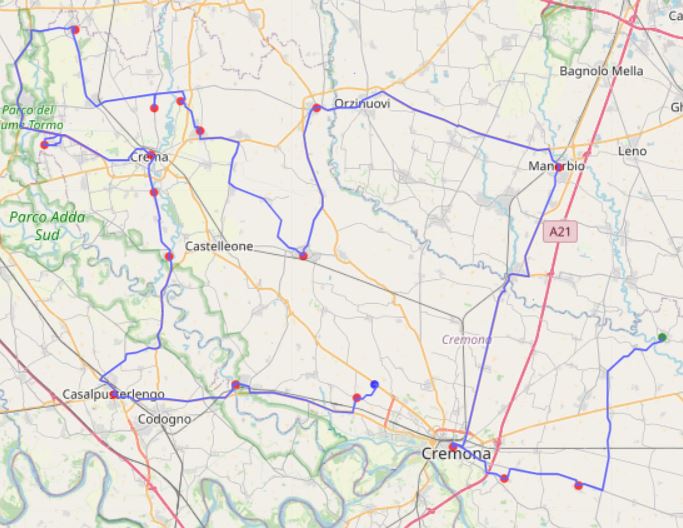 Ca
Bagnolo Mella
Orzinuovi
Parco del
ume Tormo
Gh
Leno
Crema
Manerbio
Parco Adda
Sud
A21
Castelleone
Cremona
Casalpusterlengo
Codogno
Cremona